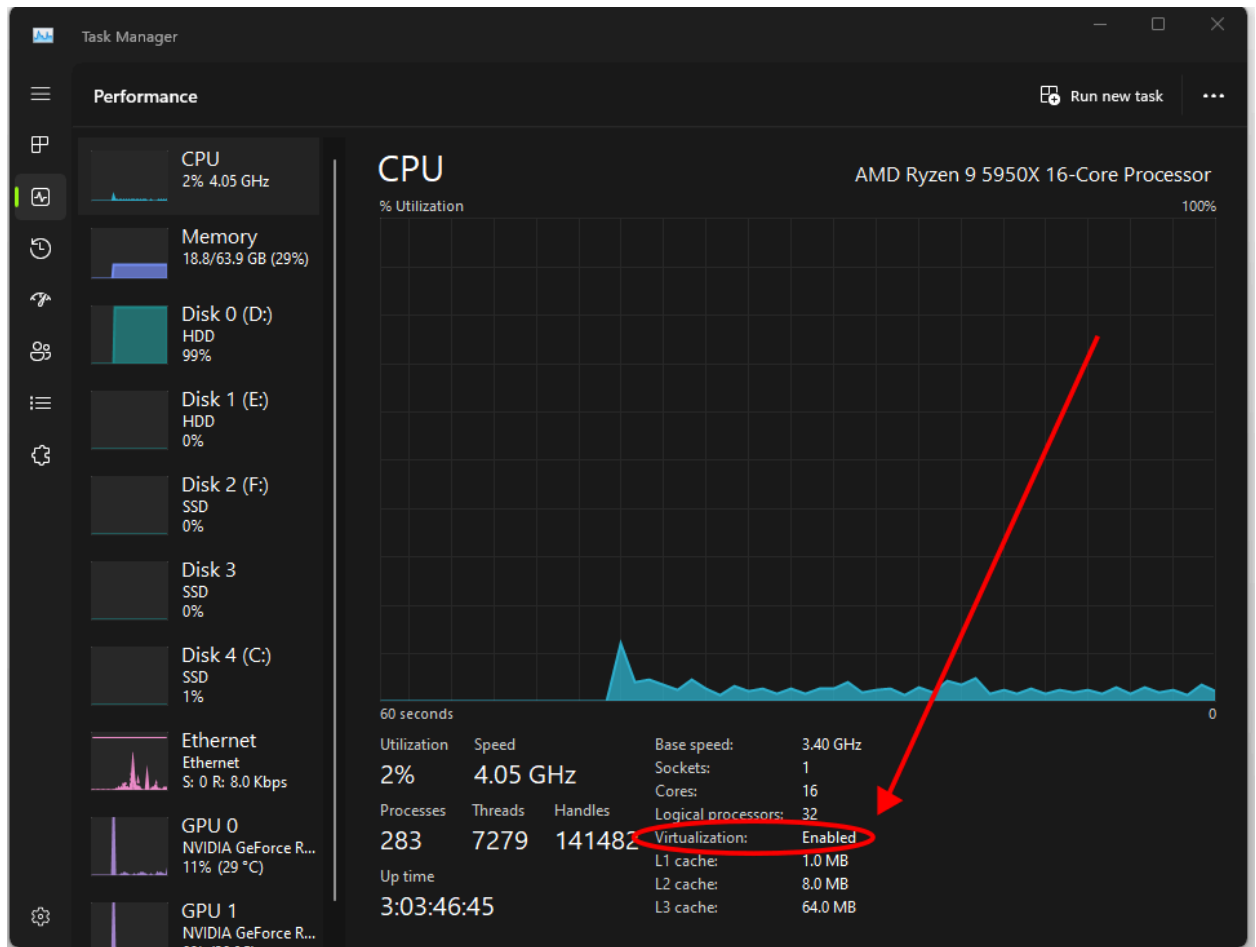 Task Manager
Performance
Run new task
CPU
2% 4.05 GHz
Memory
18.8/63.9 GB (29%)
Disk 0 (D:)
HDD
99%
Disk 1 (E:)
HDD
0%
Disk 2 (F:)
SSD
0%
Disk 3
SSD
0%
Disk 4 (C:)
SSD
1%
Ethernet
Ethernet
S: 0 R: 8.0 Kbps
GPU 0
NVIDIA GeForce R...
11% (29 °C)
GPU 1
NVIDIA GeForce R...
CPU
AMD Ryzen 9 5950X 16-Core Processor
% Utilization
100%
60 seconds
0
Utilization Speed
2% 4.05 GHz
Processes Threads Handles
283 7279 141482
Up time
3:03:46:45
Base speed: 3.40 GHz
Sockets: 1
Cores: 16
Logical processors: 32
Virtualization: Enabled
L1 cache: 1.0 MB
L2 cache: 8.0 MB
L3 cache: 64.0 MB